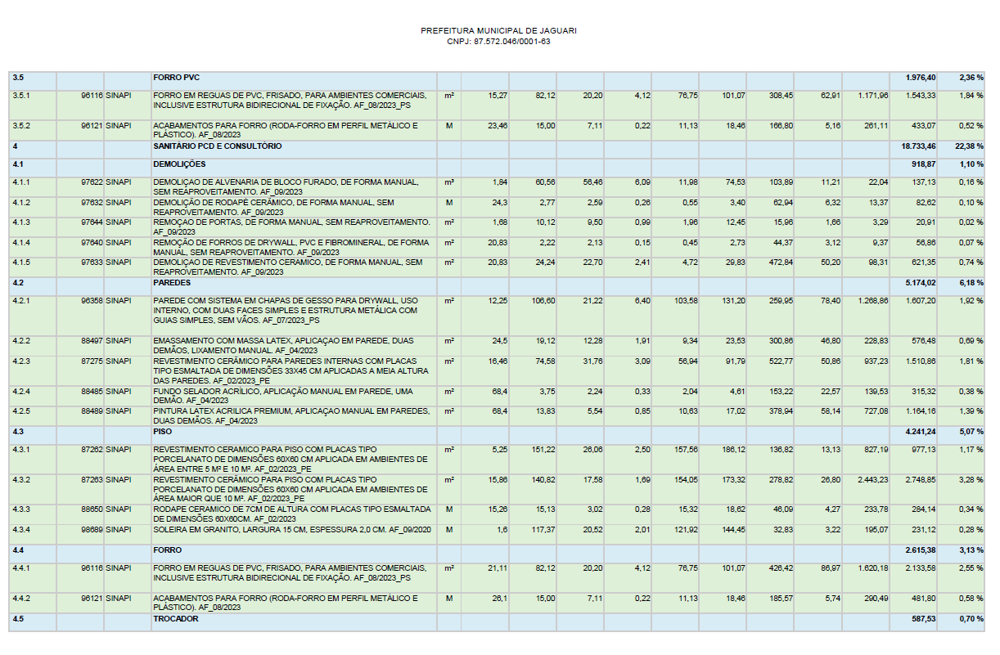 PREFEITURA MUNICIPAL DE JAGUARI
CNPJ: 87.572.046/0001-63
3.5 FORRO PVC 1.976,40 2,36 %
3.5.1 96116 SINAPI FORRO EM REGUAS DE PVC, FRISADO, PARA AMBIENTES COMERCIAIS, m² 15,27 82,12 20,20 4,12 76,75 101,07 308,45 62,91 1.171,96 1.543,33 1,84 %
INCLUSIVE ESTRUTURA BIDIRECIONAL DE FIXAÇÃO. AF_08/2023_PS
3.5.2 96121 SINAPI ACABAMENTOS PARA FORRO (RODA-FORRO EM PERFIL METÁLICO E M 23,46 15,00 7,11 0,22 11,13 18,46 166,80 5,16 261,11 433,07 0,52 %
PLÁSTICO). AF_08/2023
4 SANITÁRIO PCD E CONSULTÓRIO 18.733,46 22,38 %
4.1 DEMOLIÇÕES 918,87 1,10 %
4.1.1 97622 SINAPI DEMOLIÇAO DE ALVENARIA DE BLOCO FURADO, DE FORMA MANUAL, m³ 1,84 60,56 56,46 6,09 11,98 74,53 103,89 11,21 22,04 137,13 0,16 %
SEM REAPROVEITAMENTO. AF_09/2023
4.1.2 97632 SINAPI DEMOLIÇÃO DE RODAPÉ CERÂMICO, DE FORMA MANUAL, SEM M 24,3 2,77 2,59 0,26 0,55 3,40 62,94 6,32 13,37 82,62 0,10 %
REAPROVEITAMENTO. AF_09/2023
4.1.3 97644 SINAPI REMOÇAO DE PORTAS, DE FORMA MANUAL, SEM REAPROVEITAMENTO. m² 1,68 10,12 9,50 0,99 1,96 12,45 15,96 1,66 3,29 20,91 0,02 %
AF_09/2023
4.1.4 97640 SINAPI REMOÇÃO DE FORROS DE DRYWALL, PVC E FIBROMINERAL, DE FORMA m² 20,83 2,22 2,13 0,15 0,45 2,73 44,37 3,12 9,37 56,86 0,07 %
MANUAL, SEM REAPROVEITAMENTO. AF_09/2023
4.1.5 97633 SINAPI DEMOLIÇAO DE REVESTIMENTO CERAMICO, DE FORMA MANUAL, SEM m² 20,83 24,24 22,70 2,41 4,72 29,83 472,84 50,20 98,31 621,35 0,74 %
REAPROVEITAMENTO. AF_09/2023
4.2 PAREDES 5.174,02 6,18 %
4.2.1 96358 SINAPI PAREDE COM SISTEMA EM CHAPAS DE GESSO PARA DRYWALL, USO m² 12,25 106,60 21,22 6,40 103,58 131,20 259,95 78,40 1.268,86 1.607,20 1,92 %
INTERNO, COM DUAS FACES SIMPLES E ESTRUTURA METÁLICA COM
GUIAS SIMPLES, SEM VÃOS. AF_07/2023_PS
4.2.2 88497 SINAPI EMASSAMENTO COM MASSA LATEX, APLICAÇAO EM PAREDE, DUAS m² 24,5 19,12 12,28 1,91 9,34 23,53 300,86 46,80 228,83 576,48 0,69 %
DEMÃOS, LIXAMENTO MANUAL. AF_04/2023
4.2.3 87275 SINAPI REVESTIMENTO CERÂMICO PARA PAREDES INTERNAS COM PLACAS m² 16,46 74,58 31,76 3,09 56,94 91,79 522,77 50,86 937,23 1.510,86 1,81 %
TIPO ESMALTADA DE DIMENSÕES 33X45 CM APLICADAS A MEIA ALTURA
DAS PAREDES. AF_02/2023_PE
4.2.4 88485 SINAPI FUNDO SELADOR ACRÍLICO, APLICAÇÃO MANUAL EM PAREDE, UMA m² 68,4 3,75 2,24 0,33 2,04 4,61 153,22 22,57 139,53 315,32 0,38 %
DEMÃO. AF_04/2023
4.2.5 88489 SINAPI PINTURA LATEX ACRILICA PREMIUM, APLICAÇAO MANUAL EM PAREDES, m² 68,4 13,83 5,54 0,85 10,63 17,02 378,94 58,14 727,08 1.164,16 1,39 %
DUAS DEMÃOS. AF_04/2023
4.3 PISO 4.241,24 5,07 %
4.3.1 87262 SINAPI REVESTIMENTO CERAMICO PARA PISO COM PLACAS TIPO m² 5,25 151,22 26,06 2,50 157,56 186,12 136,82 13,13 827,19 977,13 1,17 %
PORCELANATO DE DIMENSÕES 60X60 CM APLICADA EM AMBIENTES DE
ÁREA ENTRE 5 M² E 10 M². AF_02/2023_PE
4.3.2 87263 SINAPI REVESTIMENTO CERÂMICO PARA PISO COM PLACAS TIPO m² 15,86 140,82 17,58 1,69 154,05 173,32 278,82 26,80 2.443,23 2.748,85 3,28 %
PORCELANATO DE DIMENSÕES 60X60 CM APLICADA EM AMBIENTES DE
ÁREA MAIOR QUE 10 M². AF_02/2023_PE
4.3.3 88650 SINAPI RODAPE CERAMICO DE 7CM DE ALTURA COM PLACAS TIPO ESMALTADA M 15,26 15,13 3,02 0,28 15,32 18,62 46,09 4,27 233,78 284,14 0,34 %
DE DIMENSÕES 60X60CM. AF_02/2023
4.3.4 98689 SINAPI SOLEIRA EM GRANITO, LARGURA 15 CM, ESPESSURA 2,0 CM. AF_09/2020 M 1,6 117,37 20,52 2,01 121,92 144,45 32,83 3,22 195,07 231,12 0,28 %
4.4 FORRO 2.615,38 3,13 %
4.4.1 96116 SINAPI FORRO EM REGUAS DE PVC, FRISADO, PARA AMBIENTES COMERCIAIS, m² 21,11 82,12 20,20 4,12 76,75 101,07 426,42 86,97 1.620,18 2.133,58 2,55 %
INCLUSIVE ESTRUTURA BIDIRECIONAL DE FIXAÇÃO. AF_08/2023_PS
4.4.2 96121 SINAPI ACABAMENTOS PARA FORRO (RODA-FORRO EM PERFIL METÁLICO E M 26,1 15,00 7,11 0,22 11,13 18,46 185,57 5,74 290,49 481,80 0,58 %
PLÁSTICO). AF_08/2023
4.5 TROCADOR 587,53 0,70 %